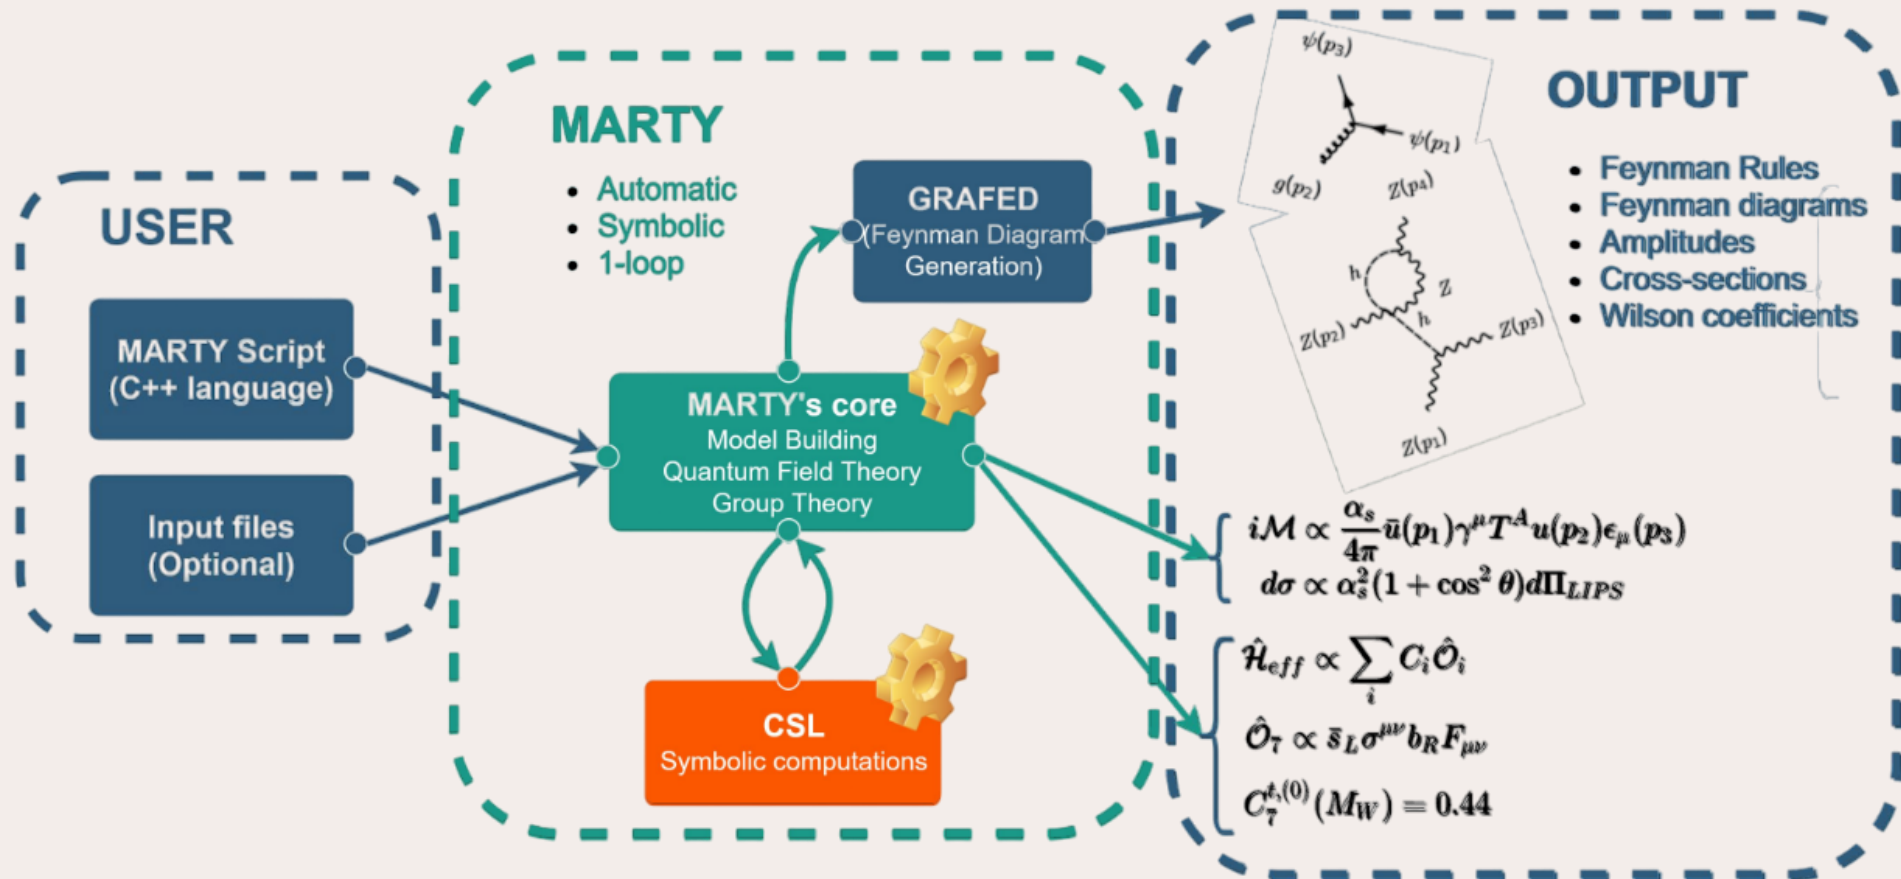 USER
MARTY Script
(C++ language)
Input files
(Optional)
MARTY
• Automatic
• Symbolic
• 1-loop
GRAFED
(Feynman Diagram
Generation)
MARTY's core
Model Building
Quantum Field Theory
Group Theory
CSL
Symbolic computations
OUTPUT
• Feynman Rules
• Feynman diagrams
• Amplitudes
• Cross-sections
• Wilson coefficients
ψ(p₃)
ψ(p₁)
g(p₂)
Z(p₄)
h
Z
Z(p₂)
h
Z(p₃)
Z(p₁)
iℳ ∝ αₛ/4π ū(p₁)γ^μ T^A u(p₂)ϵ_μ(p₃)
dσ ∝ αₛ²(1 + cos² θ)dΠ_LIPS
Ĥ_eff ∝ ∑_i C_i Ô_i
Ô₇ ∝ s̄_L σ^μν b_R F_μν
C₇^t,(0)(M_W) = 0.44